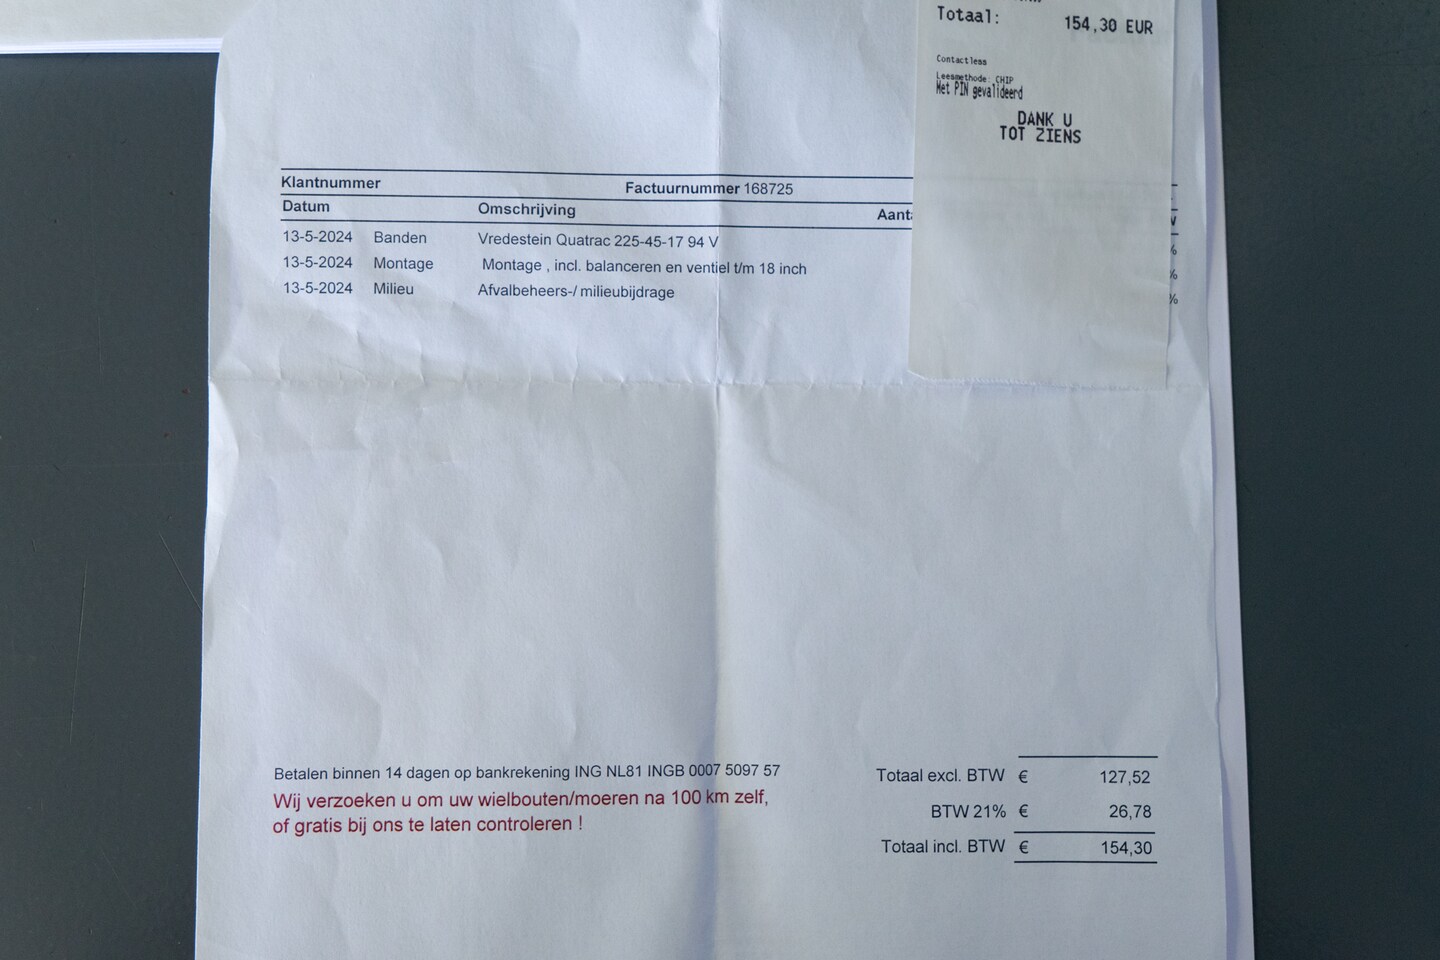 Totaal: 154,30 EUR
Contactless
Leesmethode: CHIP
Met PIN gevalideerd
DANK U
TOT ZIENS
Klantnummer Factuurnummer 168725
Datum Omschrijving
13-5-2024 Banden Vredestein Quatrac 225-45-17 94 V %
13-5-2024 Montage Montage , incl. balanceren en ventiel t/m 18 inch %
13-5-2024 Milieu Afvalbeheers-/ milieubijdrage %
Betalen binnen 14 dagen op bankrekening ING NL81 INGB 0007 5097 57
Wij verzoeken u om uw wielbouten/moeren na 100 km zelf,
of gratis bij ons te laten controleren !
Totaal excl. BTW € 127,52
BTW 21% € 26,78
Totaal incl. BTW € 154,30